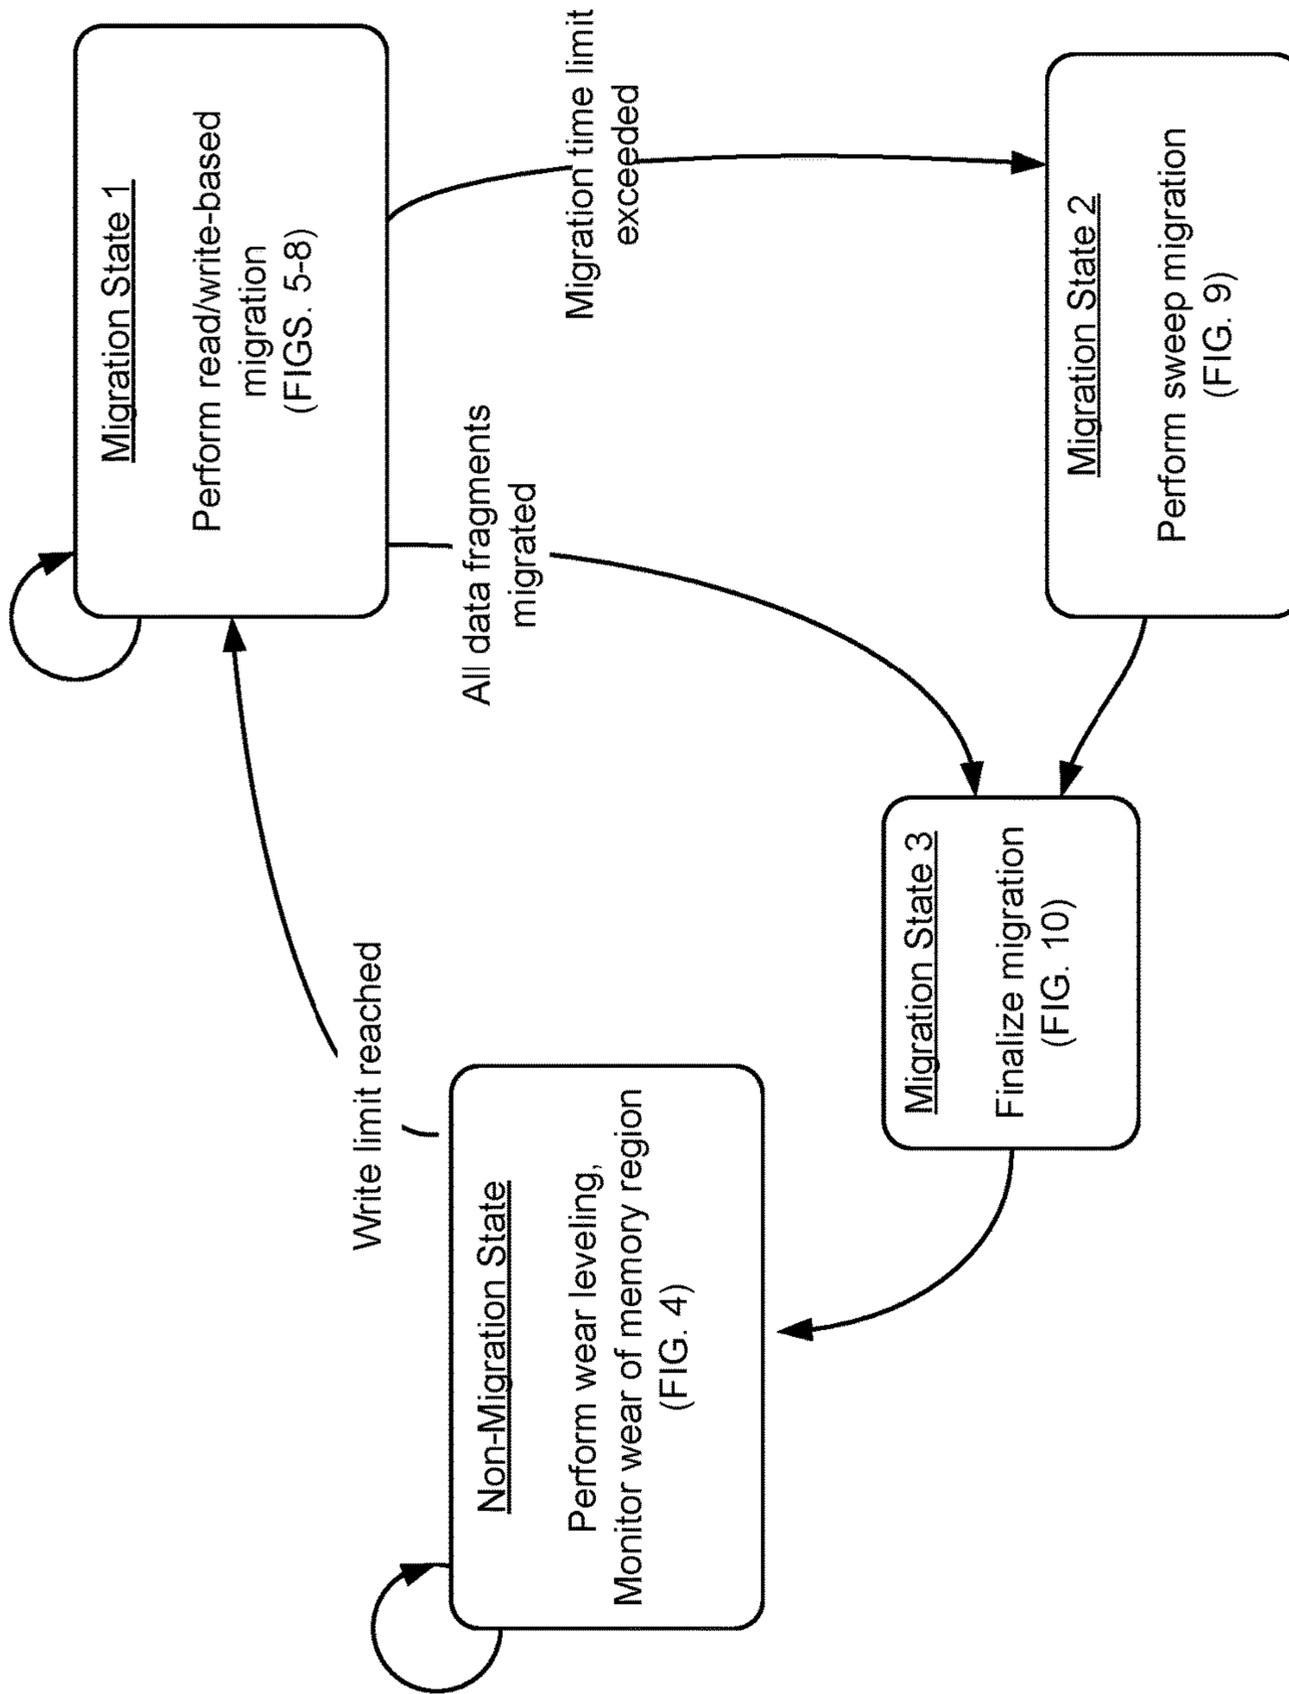 Migration State 1
Perform read/write-based
migration
(FIGS. 5-8)
Migration time limit
exceeded
All data fragments
migrated
Write limit reached
Non-Migration State
Perform wear leveling,
Monitor wear of memory region
(FIG. 4)
Migration State 3
Finalize migration
(FIG. 10)
Migration State 2
Perform sweep migration
(FIG. 9)